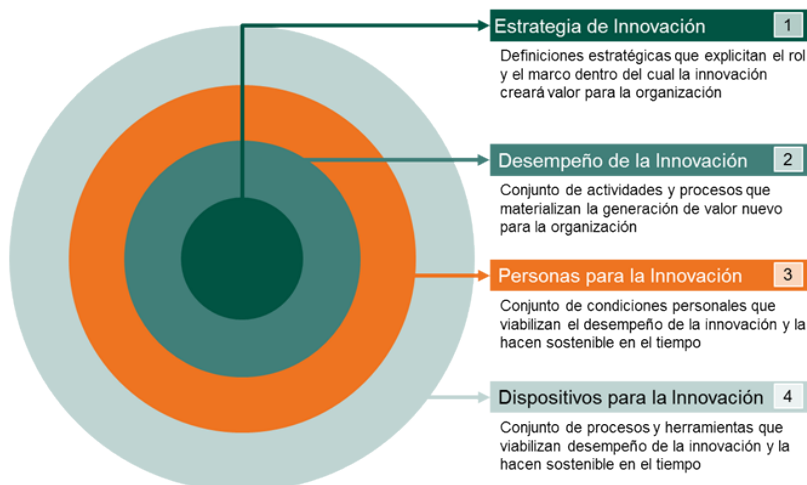 Estrategia de Innovación 1
Definiciones estratégicas que explicitan el rol
y el marco dentro del cual la innovación
creará valor para la organización
Desempeño de la Innovación 2
Conjunto de actividades y procesos que
materializan la generación de valor nuevo
para la organización
Personas para la Innovación 3
Conjunto de condiciones personales que
viabilizan el desempeño de la innovación y la
hacen sostenible en el tiempo
Dispositivos para la Innovación 4
Conjunto de procesos y herramientas que
viabilizan desempeño de la innovación y la
hacen sostenible en el tiempo